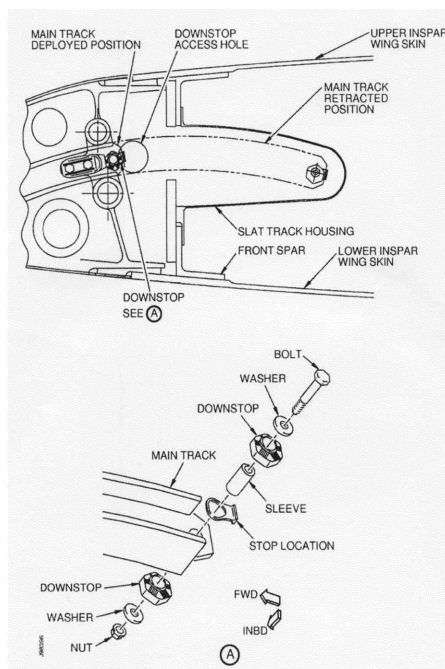 MAIN TRACK
DEPLOYED POSITION
DOWNSTOP
ACCESS HOLE
UPPER INSPAR
WING SKIN
MAIN TRACK
RETRACTED
POSITION
SLAT TRACK HOUSING
FRONT SPAR
LOWER INSPAR
WING SKIN
DOWNSTOP
SEE A
BOLT
WASHER
DOWNSTOP
MAIN TRACK
SLEEVE
STOP LOCATION
DOWNSTOP
WASHER
NUT
FWD
INBD
A